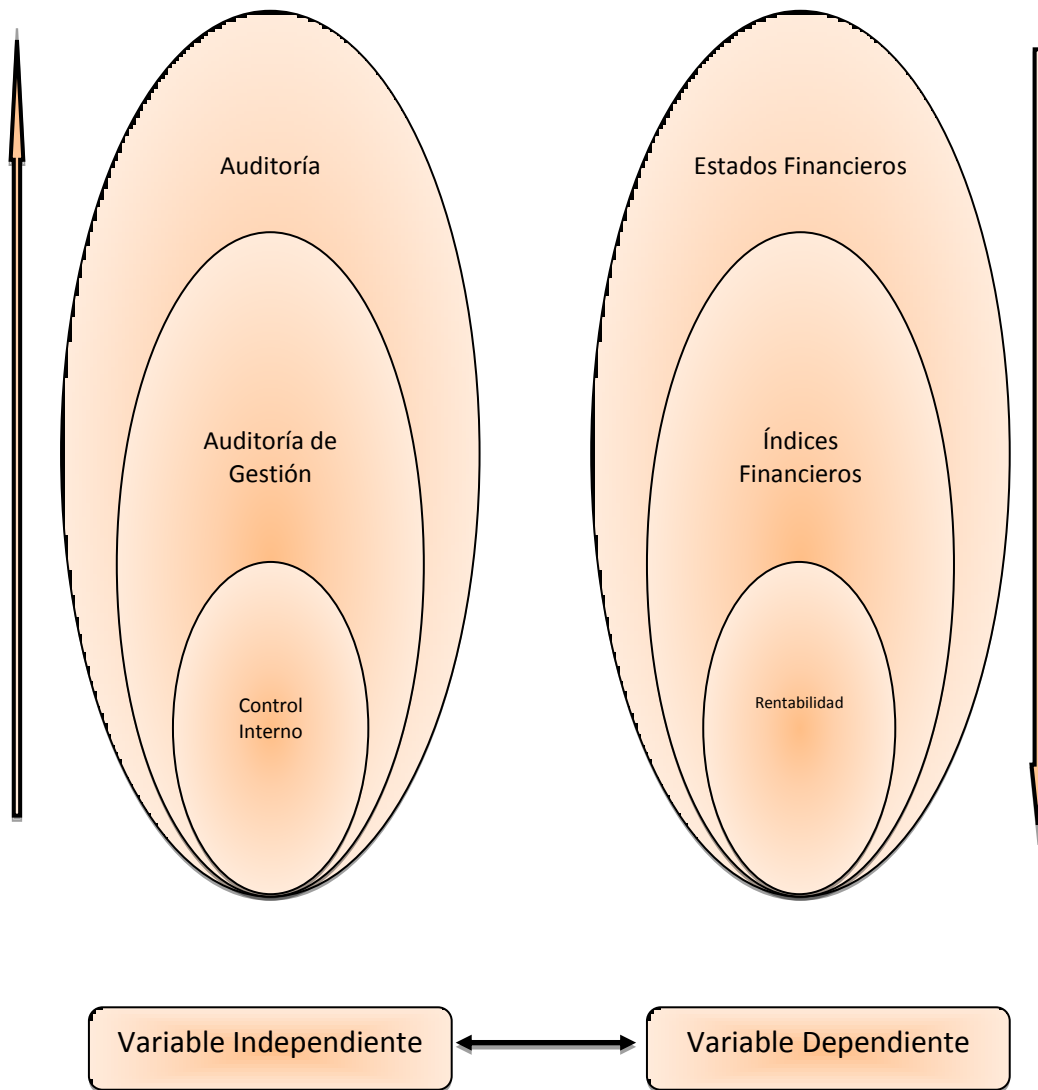 Auditoría
Auditoría de
Gestión
Control
Interno
Estados Financieros
Índices
Financieros
Rentabilidad
Variable Independiente
Variable Dependiente